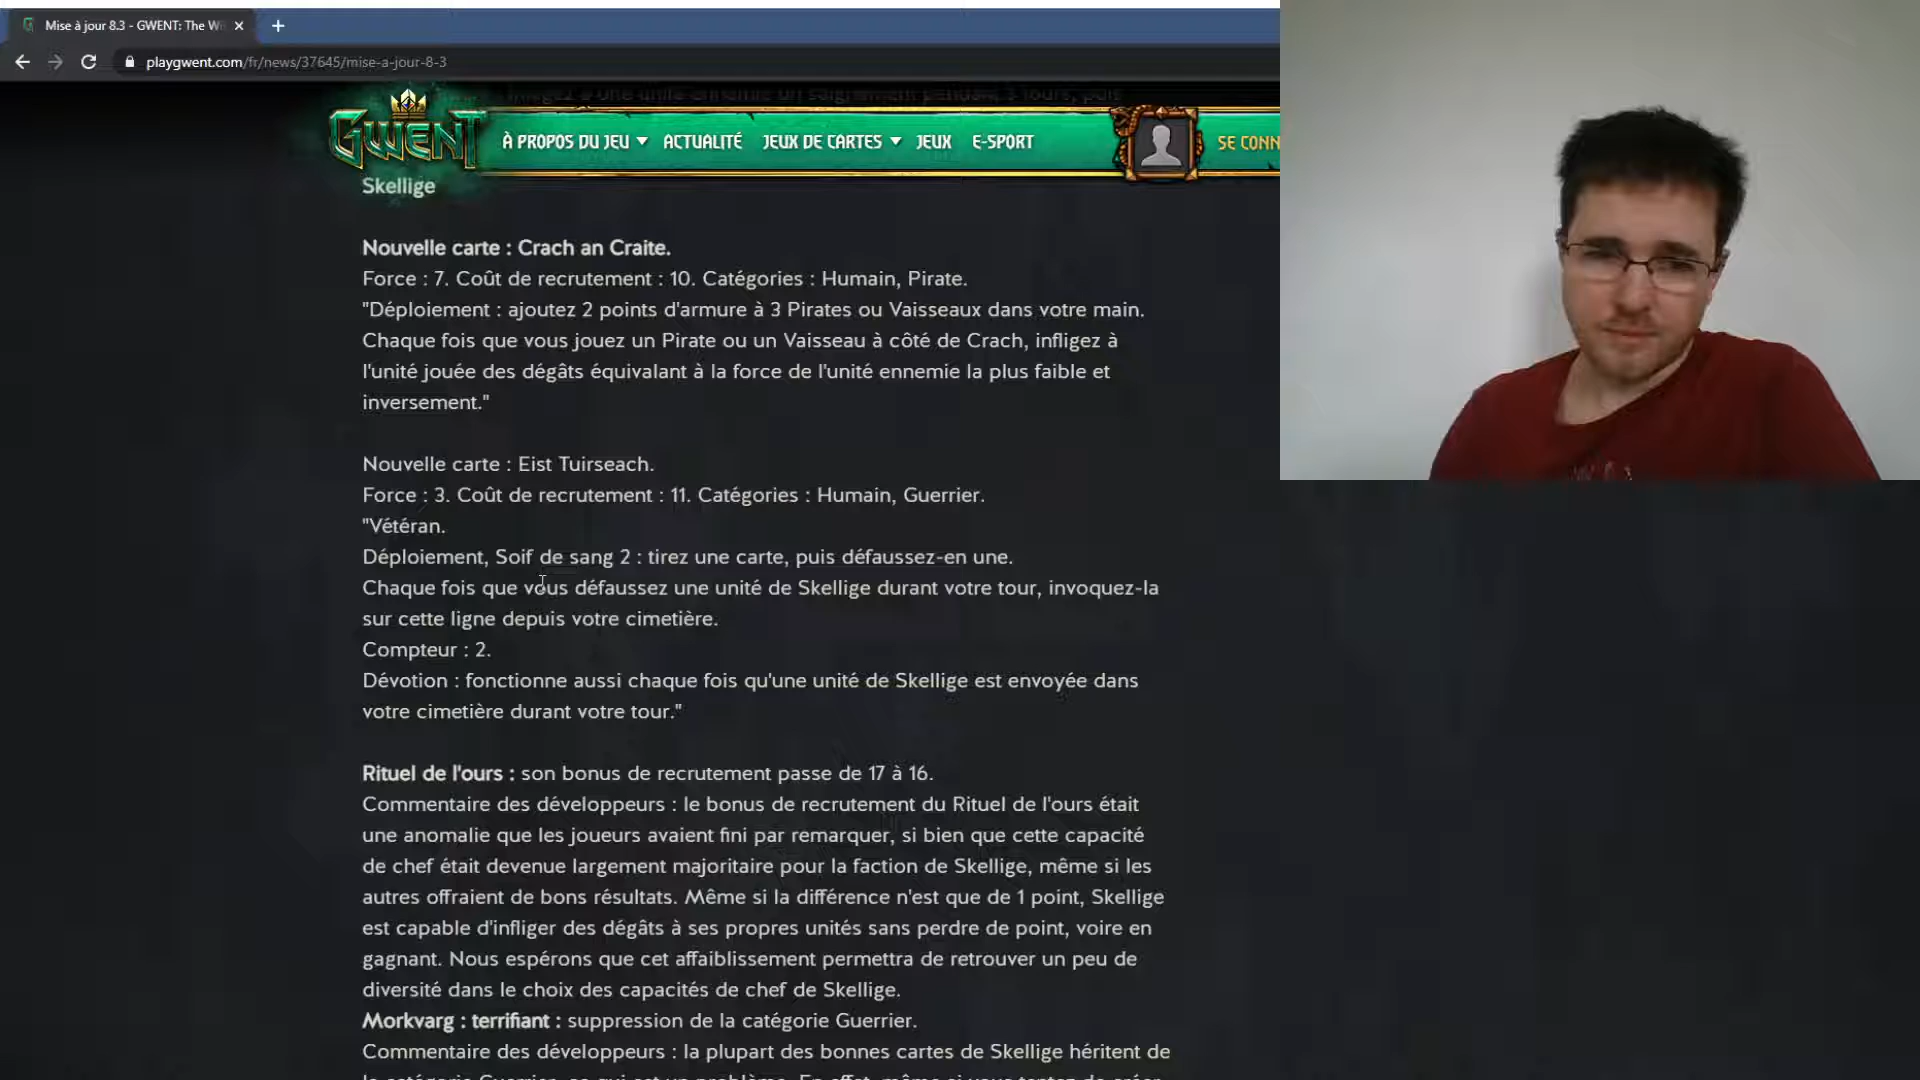 Mise à jour 8.3 - GWENT: The Wi
playgwent.com/fr/news/37645/mise-a-jour-8-3
infligez à une unité ennemie un saignement pendant 3 tours, puis
GWENT
À PROPOS DU JEU
ACTUALITÉ
JEUX DE CARTES
JEUX
E-SPORT
SE CONN
Skellige
Nouvelle carte : Crach an Craite.
Force : 7. Coût de recrutement : 10. Catégories : Humain, Pirate.
"Déploiement : ajoutez 2 points d'armure à 3 Pirates ou Vaisseaux dans votre main.
Chaque fois que vous jouez un Pirate ou un Vaisseau à côté de Crach, infligez à
l'unité jouée des dégâts équivalant à la force de l'unité ennemie la plus faible et
inversement."
Nouvelle carte : Eist Tuirseach.
Force : 3. Coût de recrutement : 11. Catégories : Humain, Guerrier.
"Vétéran.
Déploiement, Soif de sang 2 : tirez une carte, puis défaussez-en une.
Chaque fois que vous défaussez une unité de Skellige durant votre tour, invoquez-la
sur cette ligne depuis votre cimetière.
Compteur : 2.
Dévotion : fonctionne aussi chaque fois qu'une unité de Skellige est envoyée dans
votre cimetière durant votre tour."
Rituel de l'ours : son bonus de recrutement passe de 17 à 16.
Commentaire des développeurs : le bonus de recrutement du Rituel de l'ours était
une anomalie que les joueurs avaient fini par remarquer, si bien que cette capacité
de chef était devenue largement majoritaire pour la faction de Skellige, même si les
autres offraient de bons résultats. Même si la différence n'est que de 1 point, Skellige
est capable d'infliger des dégâts à ses propres unités sans perdre de point, voire en
gagnant. Nous espérons que cet affaiblissement permettra de retrouver un peu de
diversité dans le choix des capacités de chef de Skellige.
Morkvarg : terrifiant : suppression de la catégorie Guerrier.
Commentaire des développeurs : la plupart des bonnes cartes de Skellige héritent de